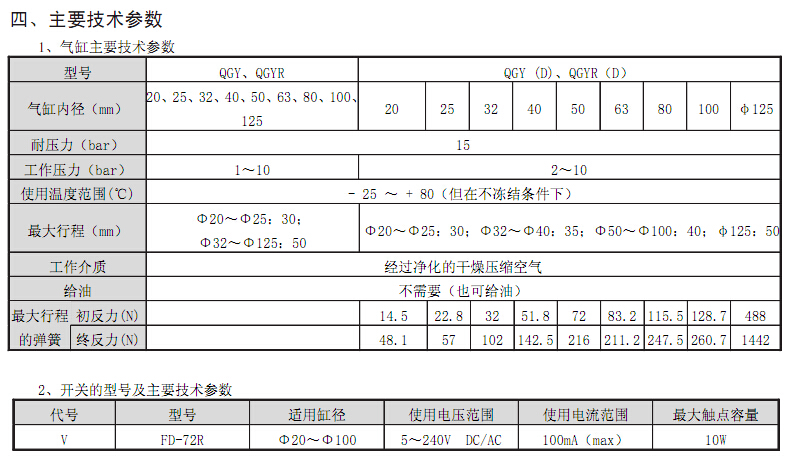 四、主要技术参数
1、气缸主要技术参数
型号 QGY、QGYR QGY (D)、QGYR（D）
气缸内径（mm） 20、25、32、40、50、63、80、100、125 20 25 32 40 50 63 80 100 φ125
耐压力（bar） 15
工作压力（bar） 1～10 2～10
使用温度范围(℃) - 25 ～ + 80（但在不冻结条件下）
最大行程（mm） Φ20～Φ25: 30; Φ32～Φ125: 50 Φ20～Φ25: 30; Φ32～Φ40: 35; Φ50～Φ100: 40; φ125: 50
工作介质 经过净化的干燥压缩空气
给油 不需要（也可给油）
最大行程 初反力(N) 14.5 22.8 32 51.8 72 83.2 115.5 128.7 488
的弹簧 终反力(N) 48.1 57 102 142.5 216 211.2 247.5 260.7 1442
2、开关的型号及主要技术参数
代号 型号 适用缸径 使用电压范围 使用电流范围 最大触点容量
V FD-72R Φ20～Φ100 5～240V DC/AC 100mA（max） 10W